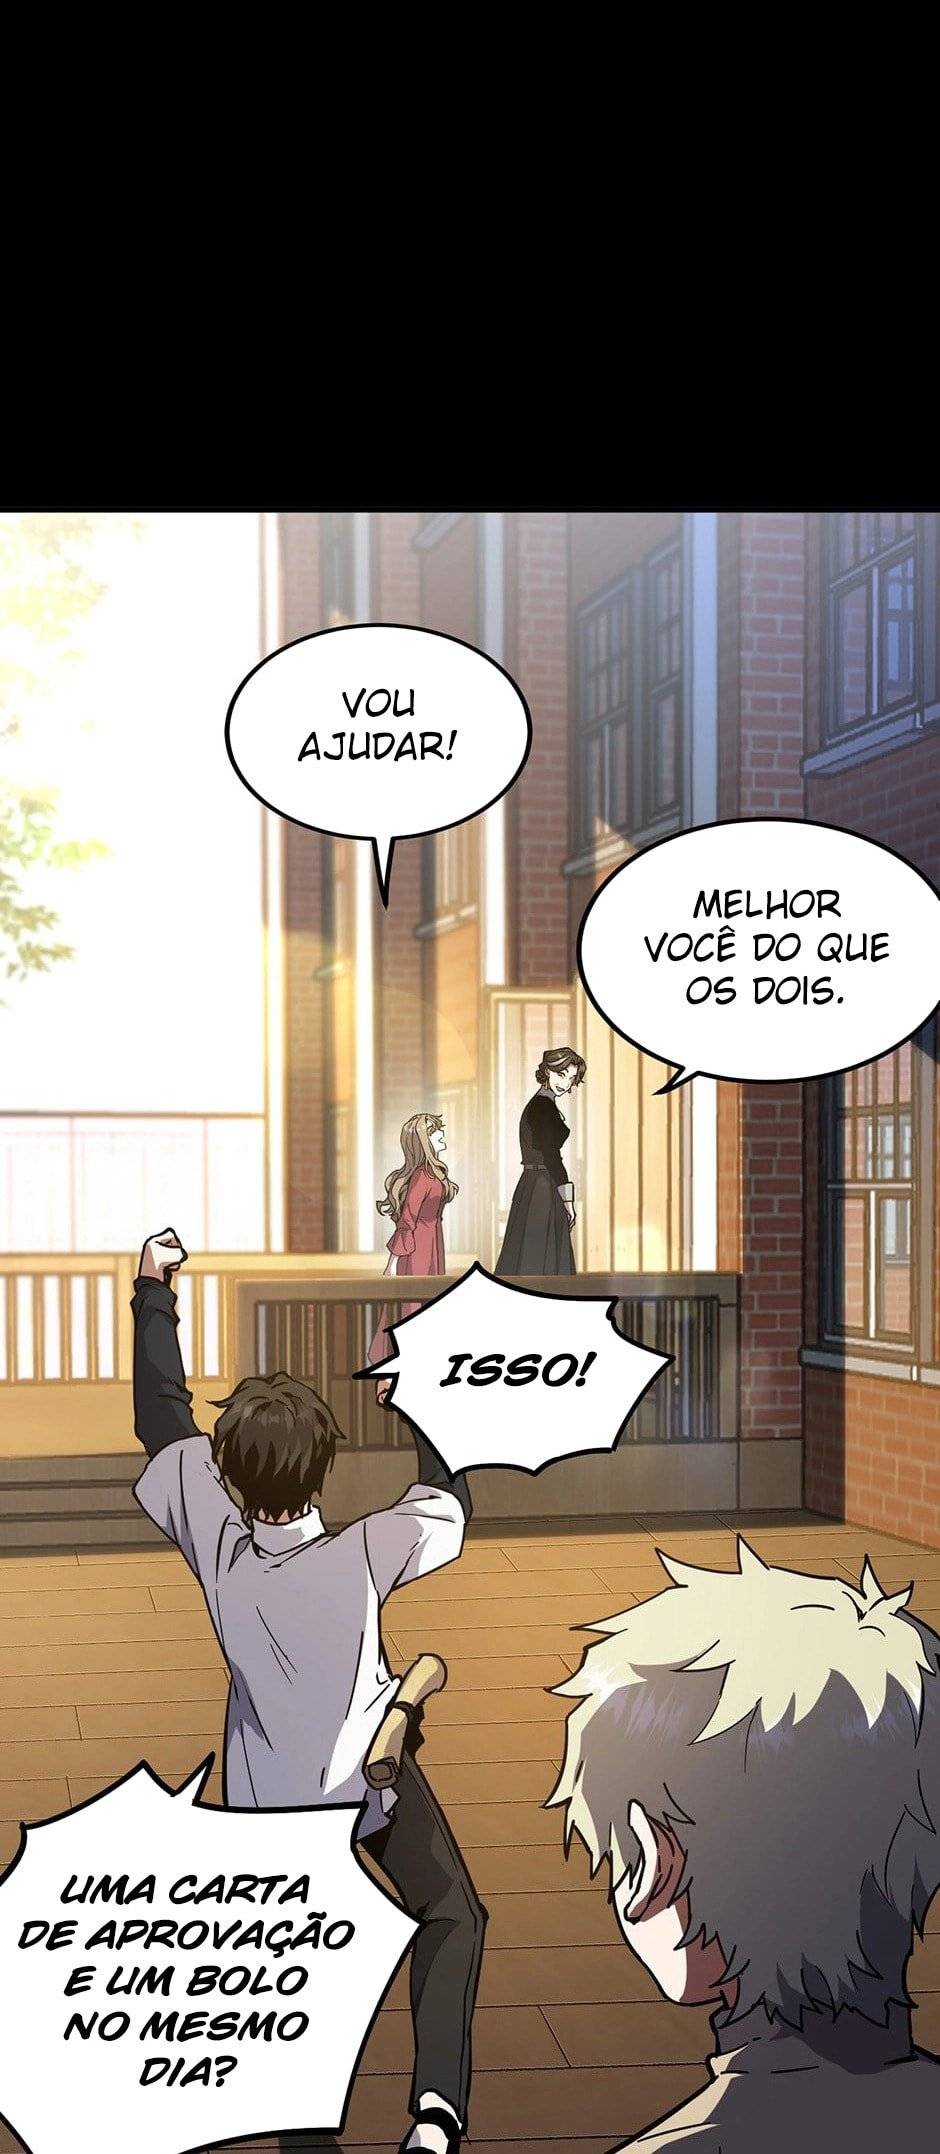 VOU
AJUDAR!
MELHOR
VOCÊ DO QUE
OS DOIS.
ISSO!
UMA CARTA
DE APROVAÇÃO
E UM BOLO
NO MESMO
DIA?